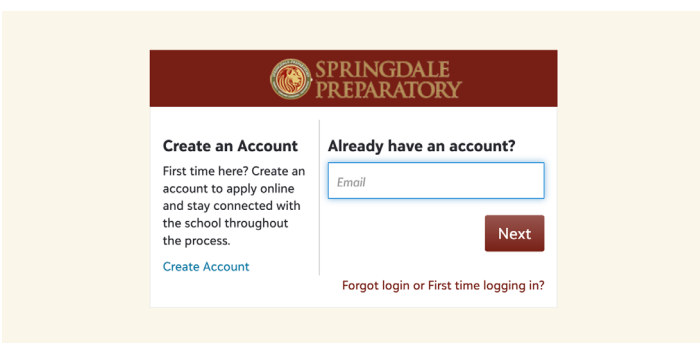 SPRINGDALE
PREPARATORY
Create an Account
First time here? Create an
account to apply online
and stay connected with
the school throughout
the process.
Create Account
Already have an account?
Email
Next
Forgot login or First time logging in?